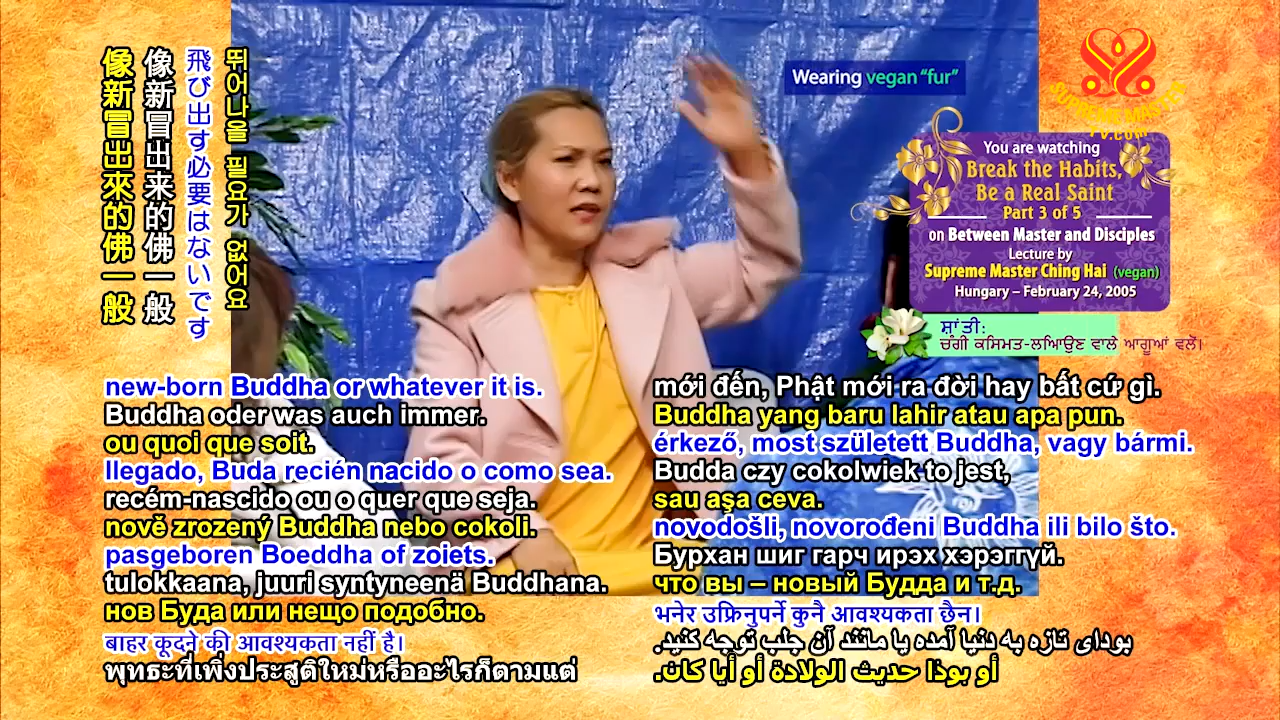 Wearing vegan "fur"
SUPREME MASTER
TV.COM
You are watching
Break the Habits,
Be a Real Saint
Part 3 of 5
on Between Master and Disciples
Lecture by
Supreme Master Ching Hai (vegan)
Hungary – February 24, 2005
ਸ਼ਾਂਤੀ:
ਚੰਗੀ ਕਸਿਮਤ-ਲਆਿਉਣ ਵਾਲੇ ਆਗੂਆਂ ਵਲੋਂ।
뛰어나올 필요가 없어요
飛び出す必要はないです
像新冒出来的佛一般
像新冒出來的佛一般
new-born Buddha or whatever it is.
Buddha oder was auch immer.
ou quoi que soit.
llegado, Buda recién nacido o como sea.
recém-nascido ou o quer que seja.
nově zrozený Buddha nebo cokoli.
pasgeboren Boeddha of zoiets.
tulokkaana, juuri syntyneenä Buddhana.
нов Буда или нещо подобно.
बाहर कूदने की आवश्यकता नहीं है।
พุทธะที่เพิ่งประสูติใหม่หรืออะไรก็ตามแต่
mới đến, Phật mới ra đời hay bất cứ gì.
Buddha yang baru lahir atau apa pun.
érkező, most született Buddha, vagy bármi.
Budda czy cokolwiek to jest,
sau aşa ceva.
novodošli, novorođeni Buddha ili bilo što.
Бурхан шиг гарч ирэх хэрэггүй.
что вы – новый Будда и т.д.
भनेर उफ्रिनुपर्ने कुनै आवश्यकता छैन।
بودای تازه به دنیا آمده یا مانند آن جلب توجه کنید.
أو بوذا حديث الولادة أو أيا كان.